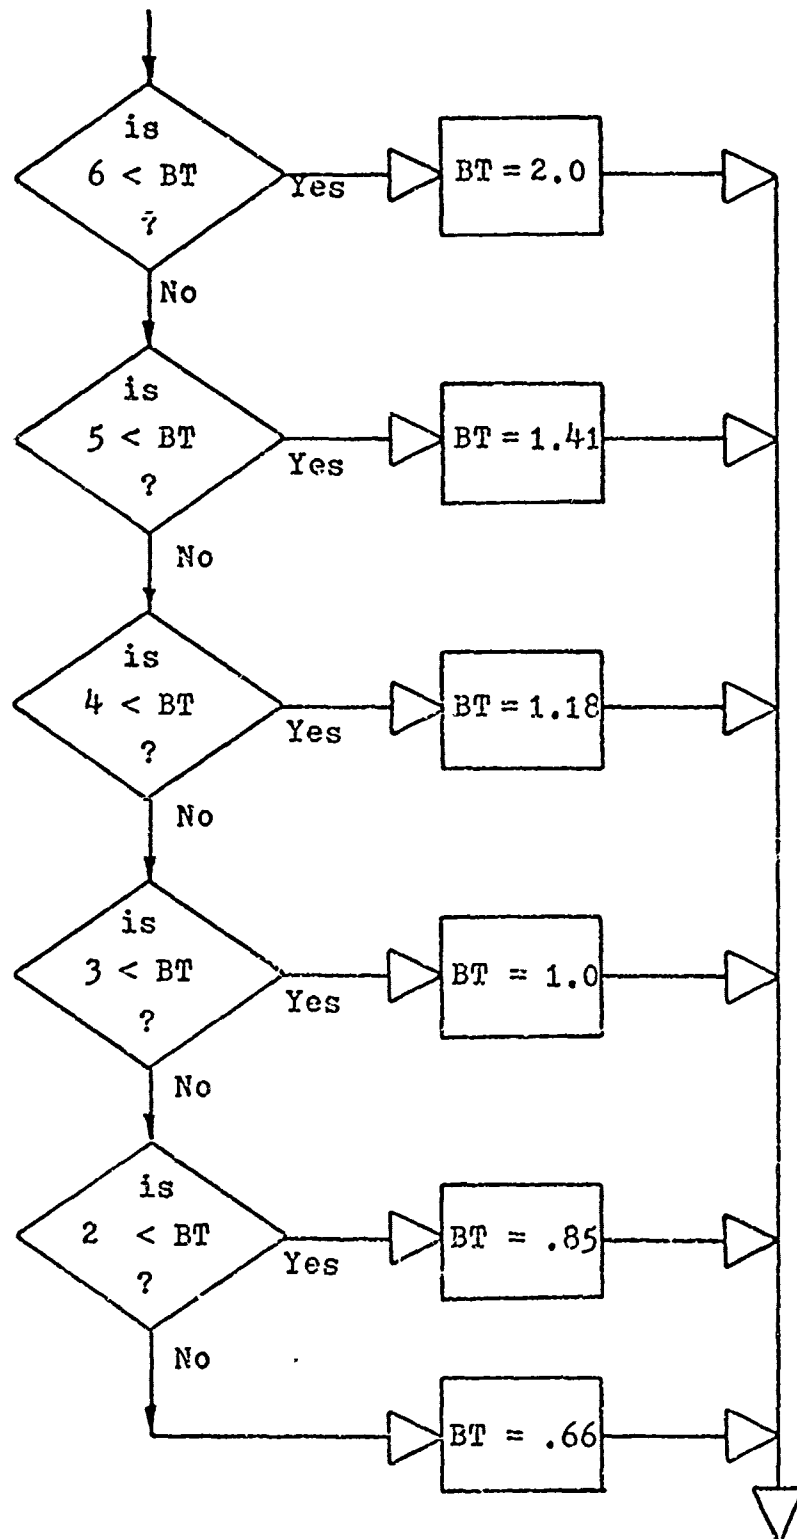 is
6 < BT
?
Yes
BT = 2.0
No
is
5 < BT
?
Yes
BT = 1.41
No
is
4 < BT
?
Yes
BT = 1.18
No
is
3 < BT
?
Yes
BT = 1.0
No
is
2 < BT
?
Yes
BT = .85
No
BT = .66